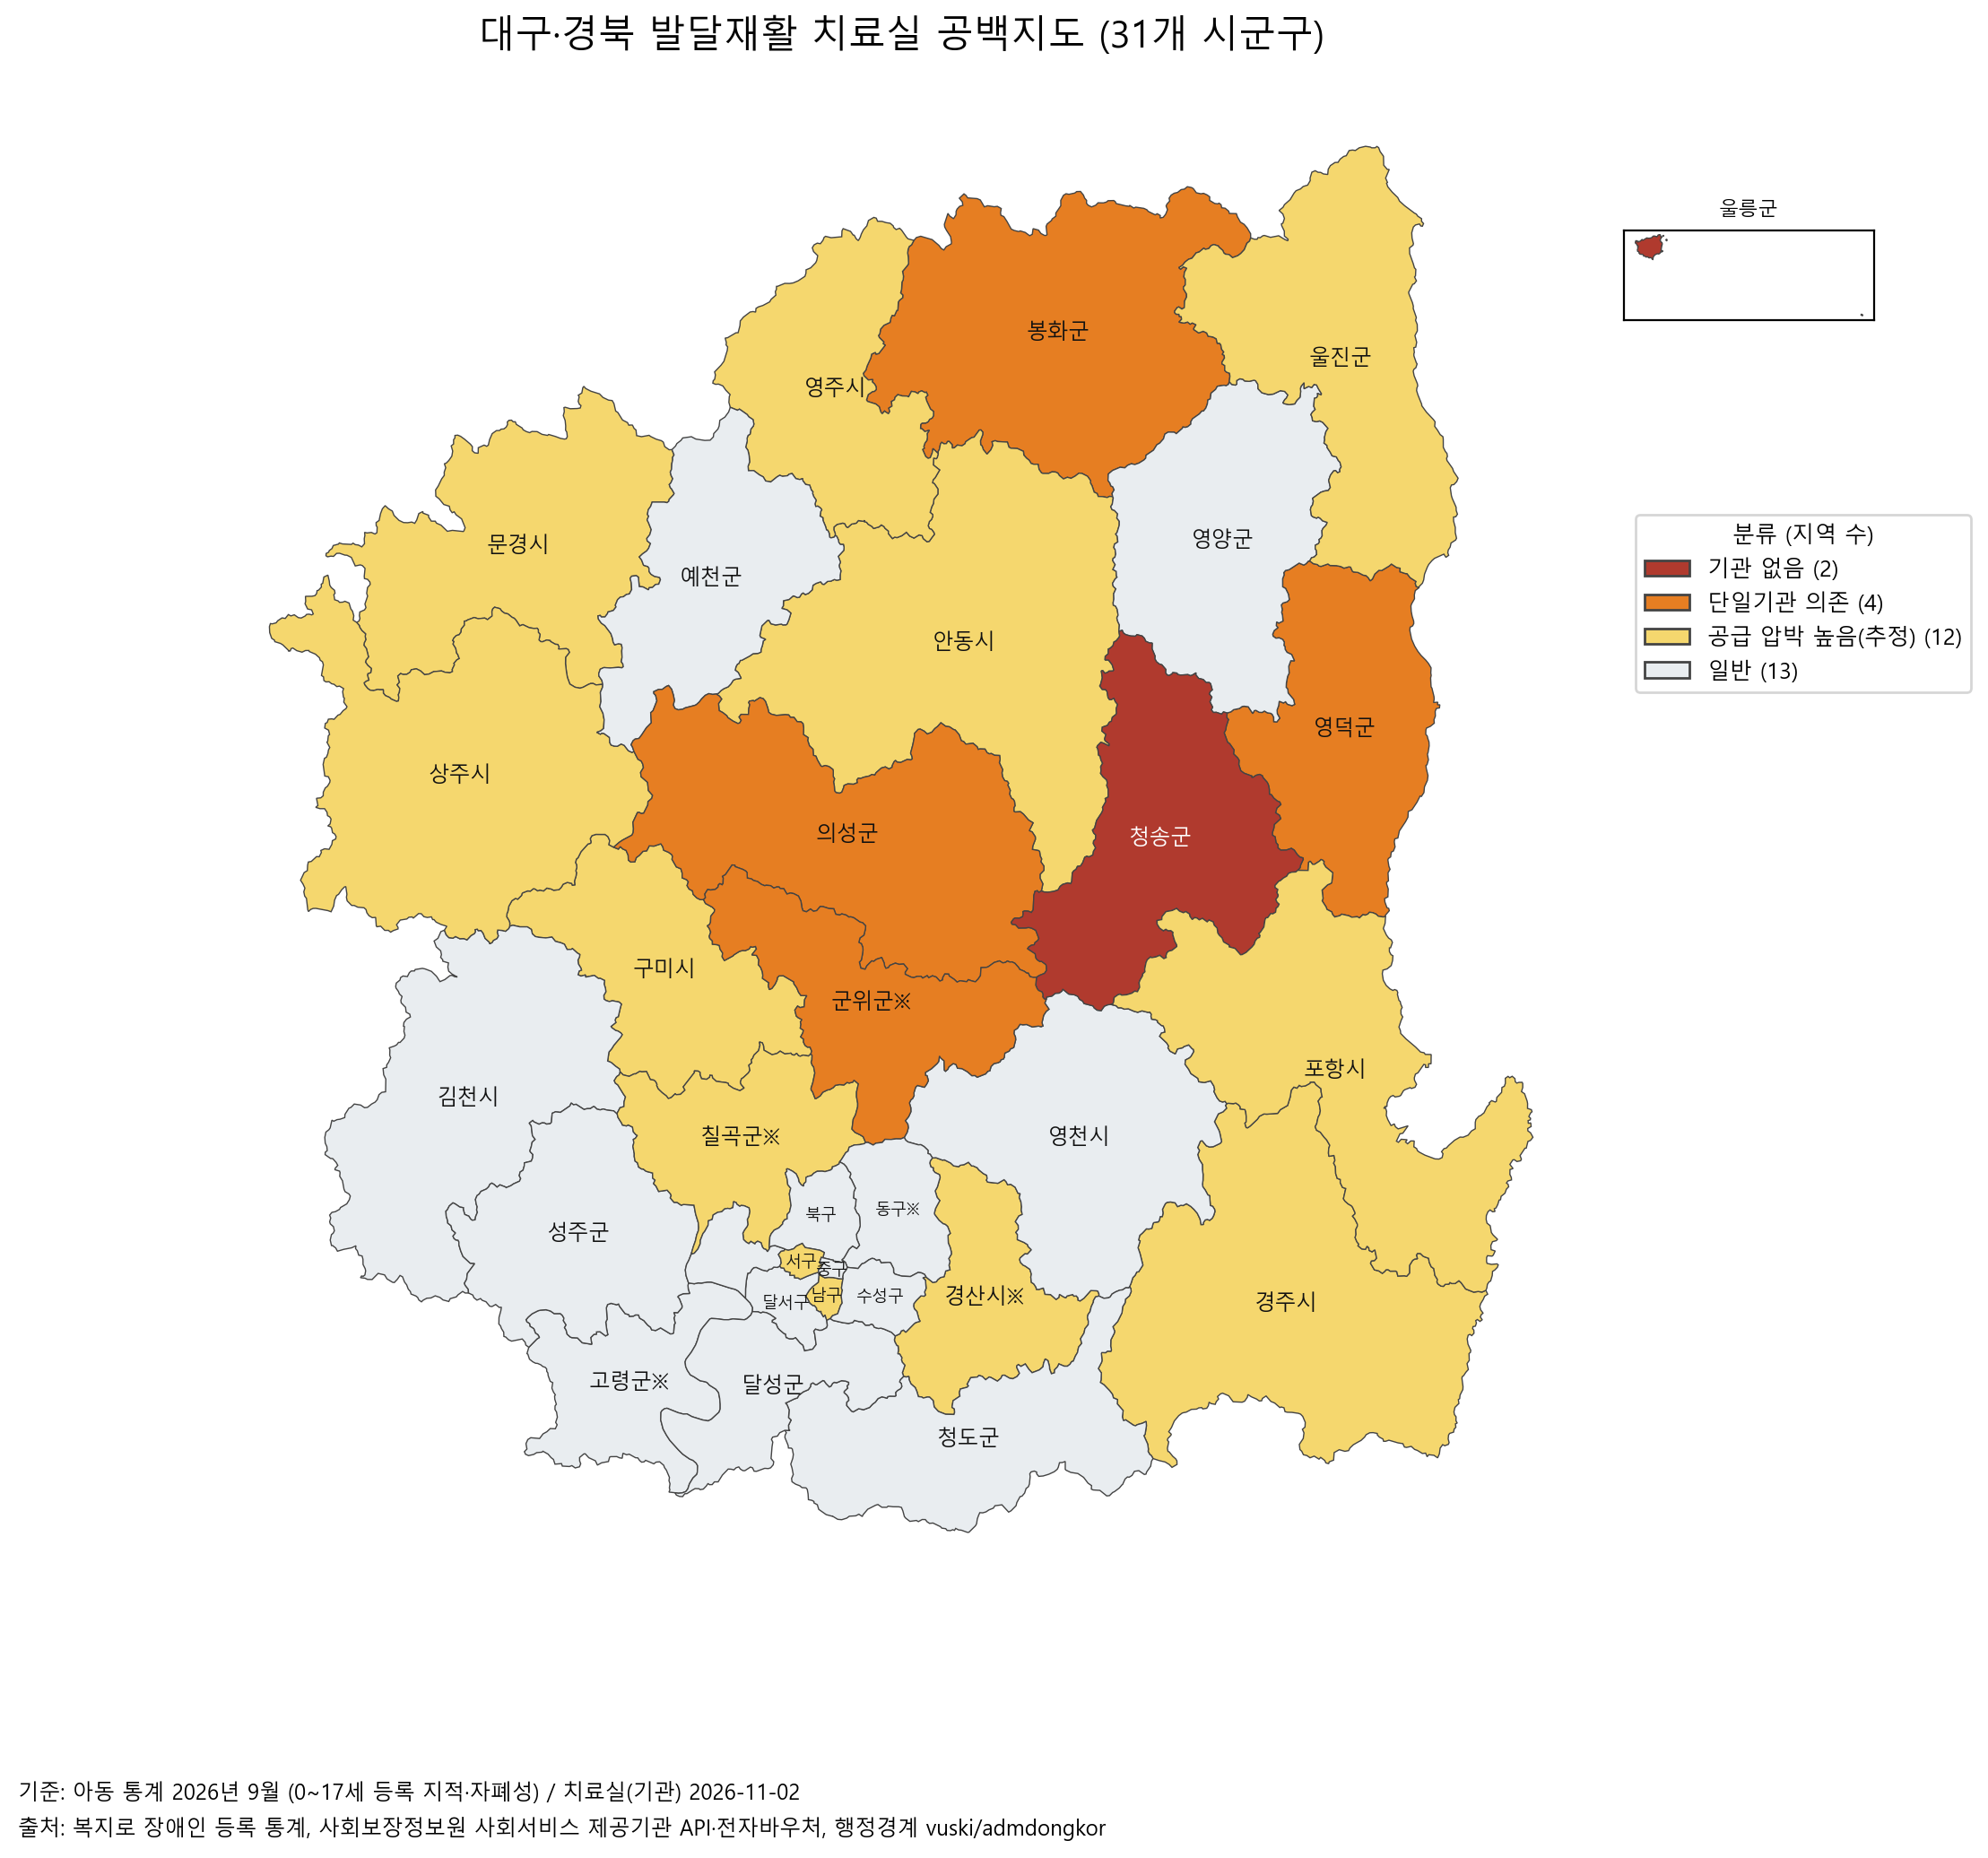 대구·경북 발달재활 치료실 공백지도 (31개 시군구)
울릉군
봉화군
울진군
영주시
영양군
문경시
예천군
안동시
영덕군
상주시
의성군
청송군
구미시
군위군※
포항시
김천시
칠곡군※
영천시
북구
동구※
성주군
서구
중구
달서구
남구
수성구
경산시※
경주시
고령군※
달성군
청도군
분류 (지역 수)
기관 없음 (2)
단일기관 의존 (4)
공급 압박 높음(추정) (12)
일반 (13)
기준: 아동 통계 2026년 9월 (0~17세 등록 지적·자폐성) / 치료실(기관) 2026-11-02
출처: 복지로 장애인 등록 통계, 사회보장정보원 사회서비스 제공기관 API·전자바우처, 행정경계 vuski/admdongkor